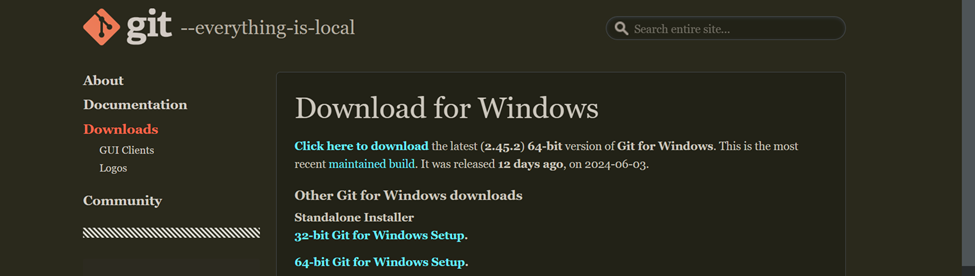 git --everything-is-local
Search entire site...
About
Documentation
Downloads
GUI Clients
Logos
Community
Download for Windows
Click here to download the latest (2.45.2) 64-bit version of Git for Windows. This is the most
recent maintained build. It was released 12 days ago, on 2024-06-03.
Other Git for Windows downloads
Standalone Installer
32-bit Git for Windows Setup.
64-bit Git for Windows Setup.